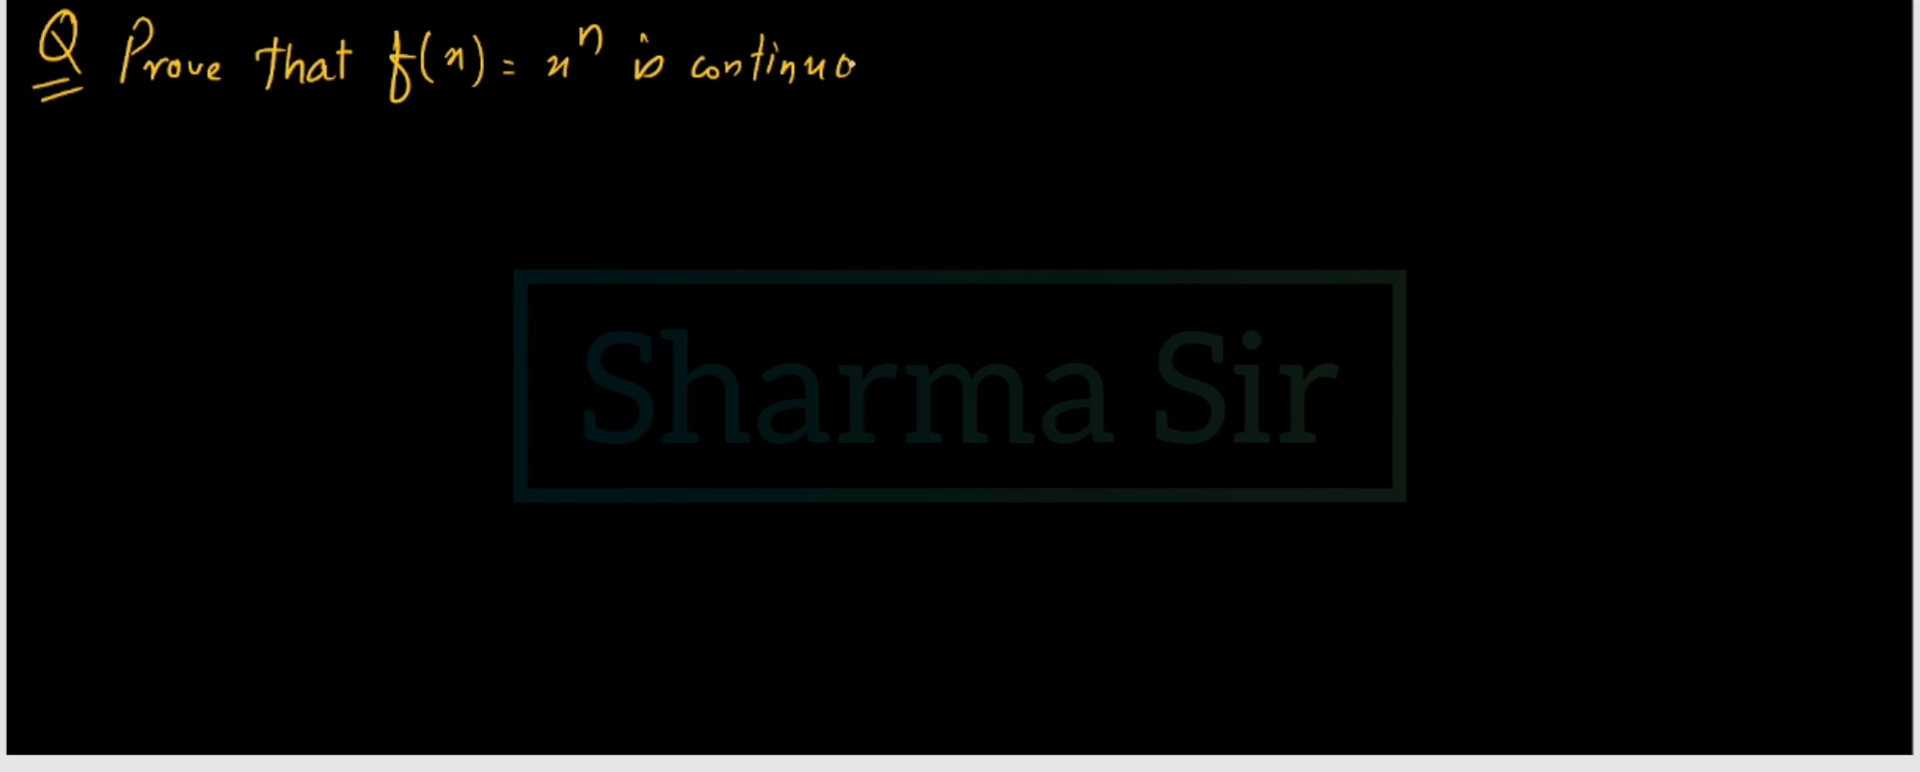 Q Prove that f(x) = x^n is continuo
Sharma Sir